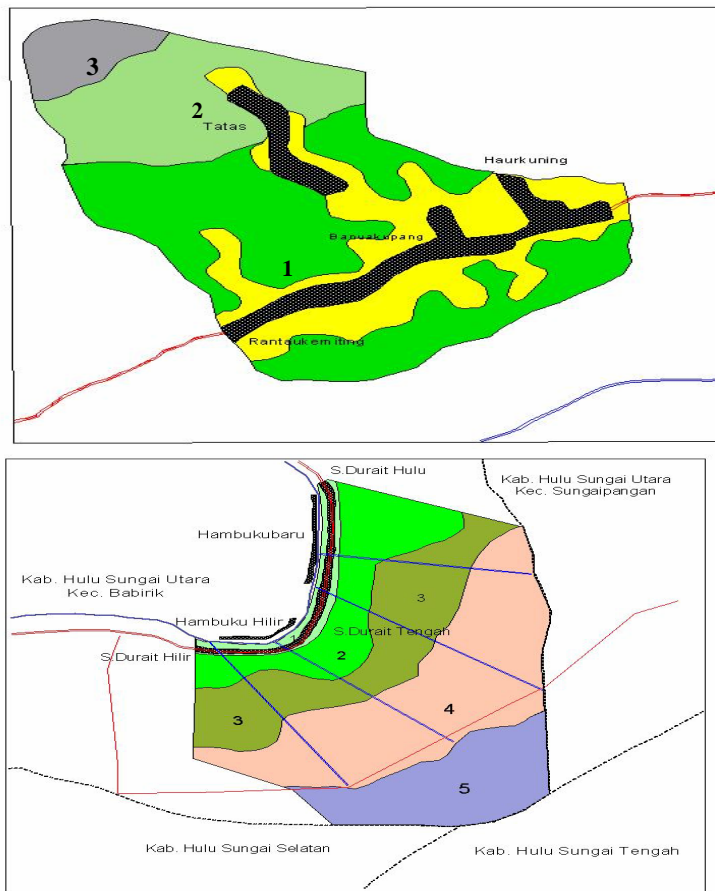 3
2
Tatas
Haurkuning
Banuakupang
1
Rantaukemiting
S.Durait Hulu
Kab. Hulu Sungai Utara
Kec. Sungaipangan
Hambukubaru
Kab. Hulu Sungai Utara
Kec. Babirik
3
Hambuku Hilir
1
S.Durait Tengah
S.Durait Hilir
2
3
4
5
Kab. Hulu Sungai Selatan
Kab. Hulu Sungai Tengah